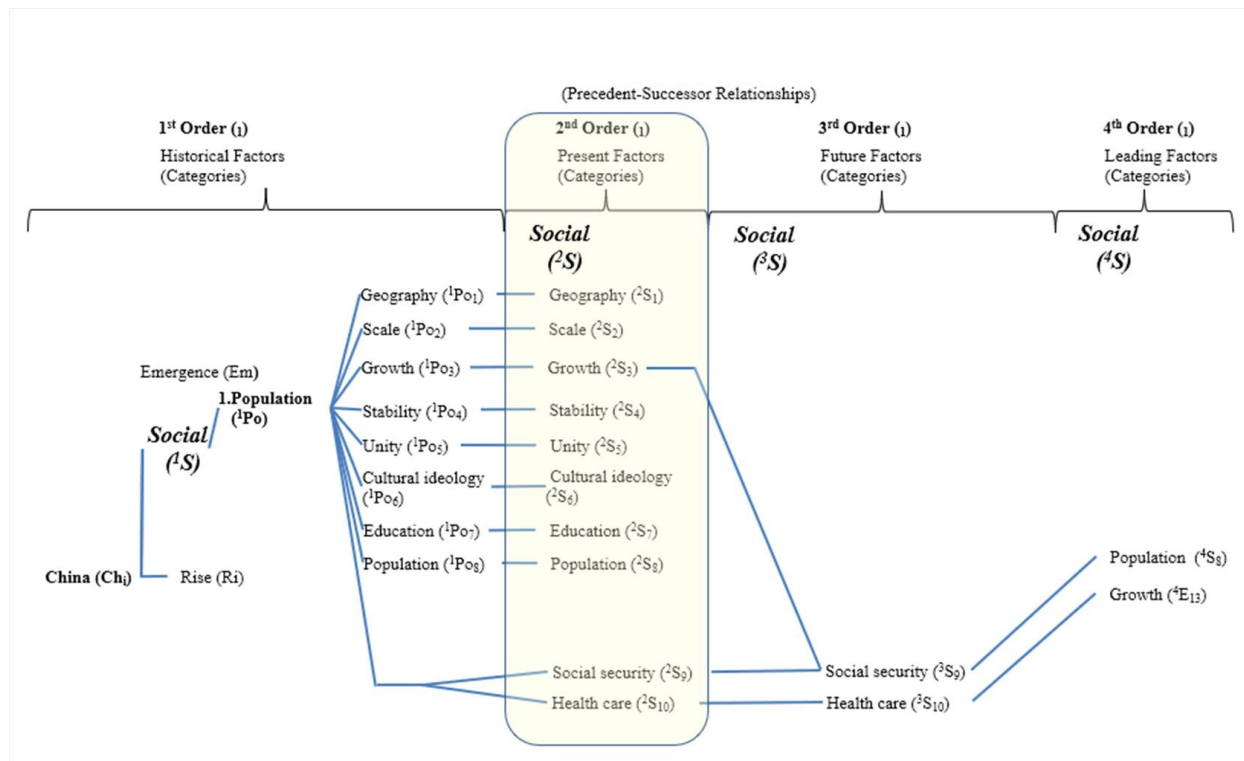 (Precedent-Successor Relationships)
1st Order (1)
Historical Factors
(Categories)
2nd Order (1)
Present Factors
(Categories)
3rd Order (1)
Future Factors
(Categories)
4th Order (1)
Leading Factors
(Categories)
Social
(²S)
Social
(³S)
Social
(⁴S)
Geography (¹Po₁)
Geography (²S₁)
Scale (¹Po₂)
Scale (²S₂)
Growth (¹Po₃)
Growth (²S₃)
Emergence (Em)
1.Population
(¹Po)
Stability (¹Po₄)
Stability (²S₄)
Social
(¹S)
Unity (¹Po₅)
Unity (²S₅)
Cultural ideology
(¹Po₆)
Cultural ideology
(²S₆)
Education (¹Po₇)
Education (²S₇)
Population (¹Po₈)
Population (²S₈)
China (Chᵢ)
Rise (Ri)
Population (⁴S₈)
Growth (⁴E₁₃)
Social security (²S₉)
Social security (³S₉)
Health care (²S₁₀)
Health care (³S₁₀)